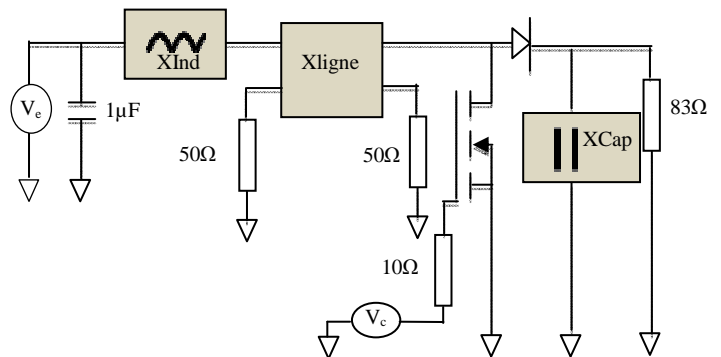 XInd
Xligne
Ve
1µF
50Ω
50Ω
XCap
83Ω
10Ω
Vc